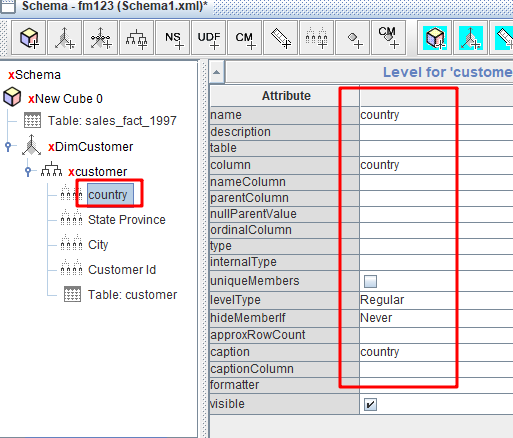 Schema - fm123 (Schema1.xml)*
NS UDF CM CM
xSchema
xNew Cube 0
Table: sales_fact_1997
xDimCustomer
xcustomer
country
State Province
City
Customer Id
Table: customer
Level for 'custome
Attribute
name country
description
table
column country
nameColumn
parentColumn
nullParentValue
ordinalColumn
type
internalType
uniqueMembers
levelType Regular
hideMemberIf Never
approxRowCount
caption country
captionColumn
formatter
visible